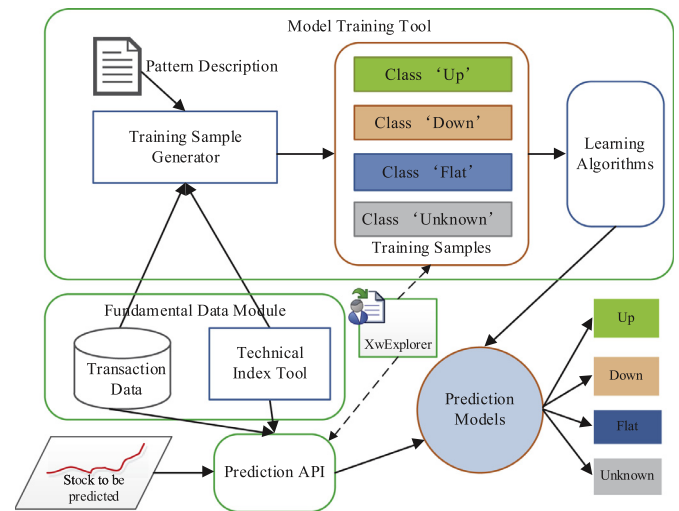 Model Training Tool
Pattern Description
Training Sample
Generator
Class ‘Up’
Class ‘Down’
Class ‘Flat’
Class ‘Unknown’
Training Samples
Learning
Algorithms
Fundamental Data Module
Transaction
Data
Technical
Index Tool
XwExplorer
Prediction
Models
Up
Down
Flat
Unknown
Stock to be
predicted
Prediction API